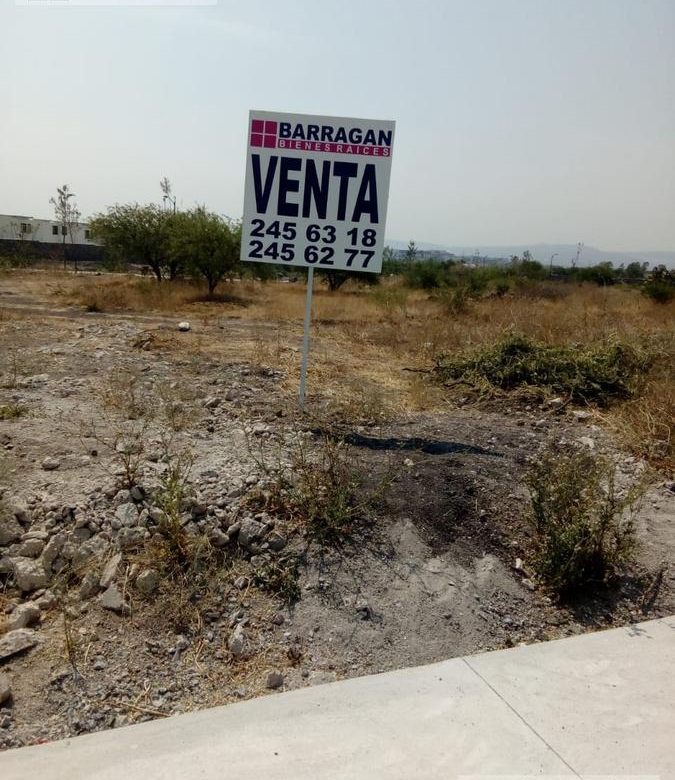 BARRAGAN
BIENES RAICES
VENTA
245 63 18
245 62 77